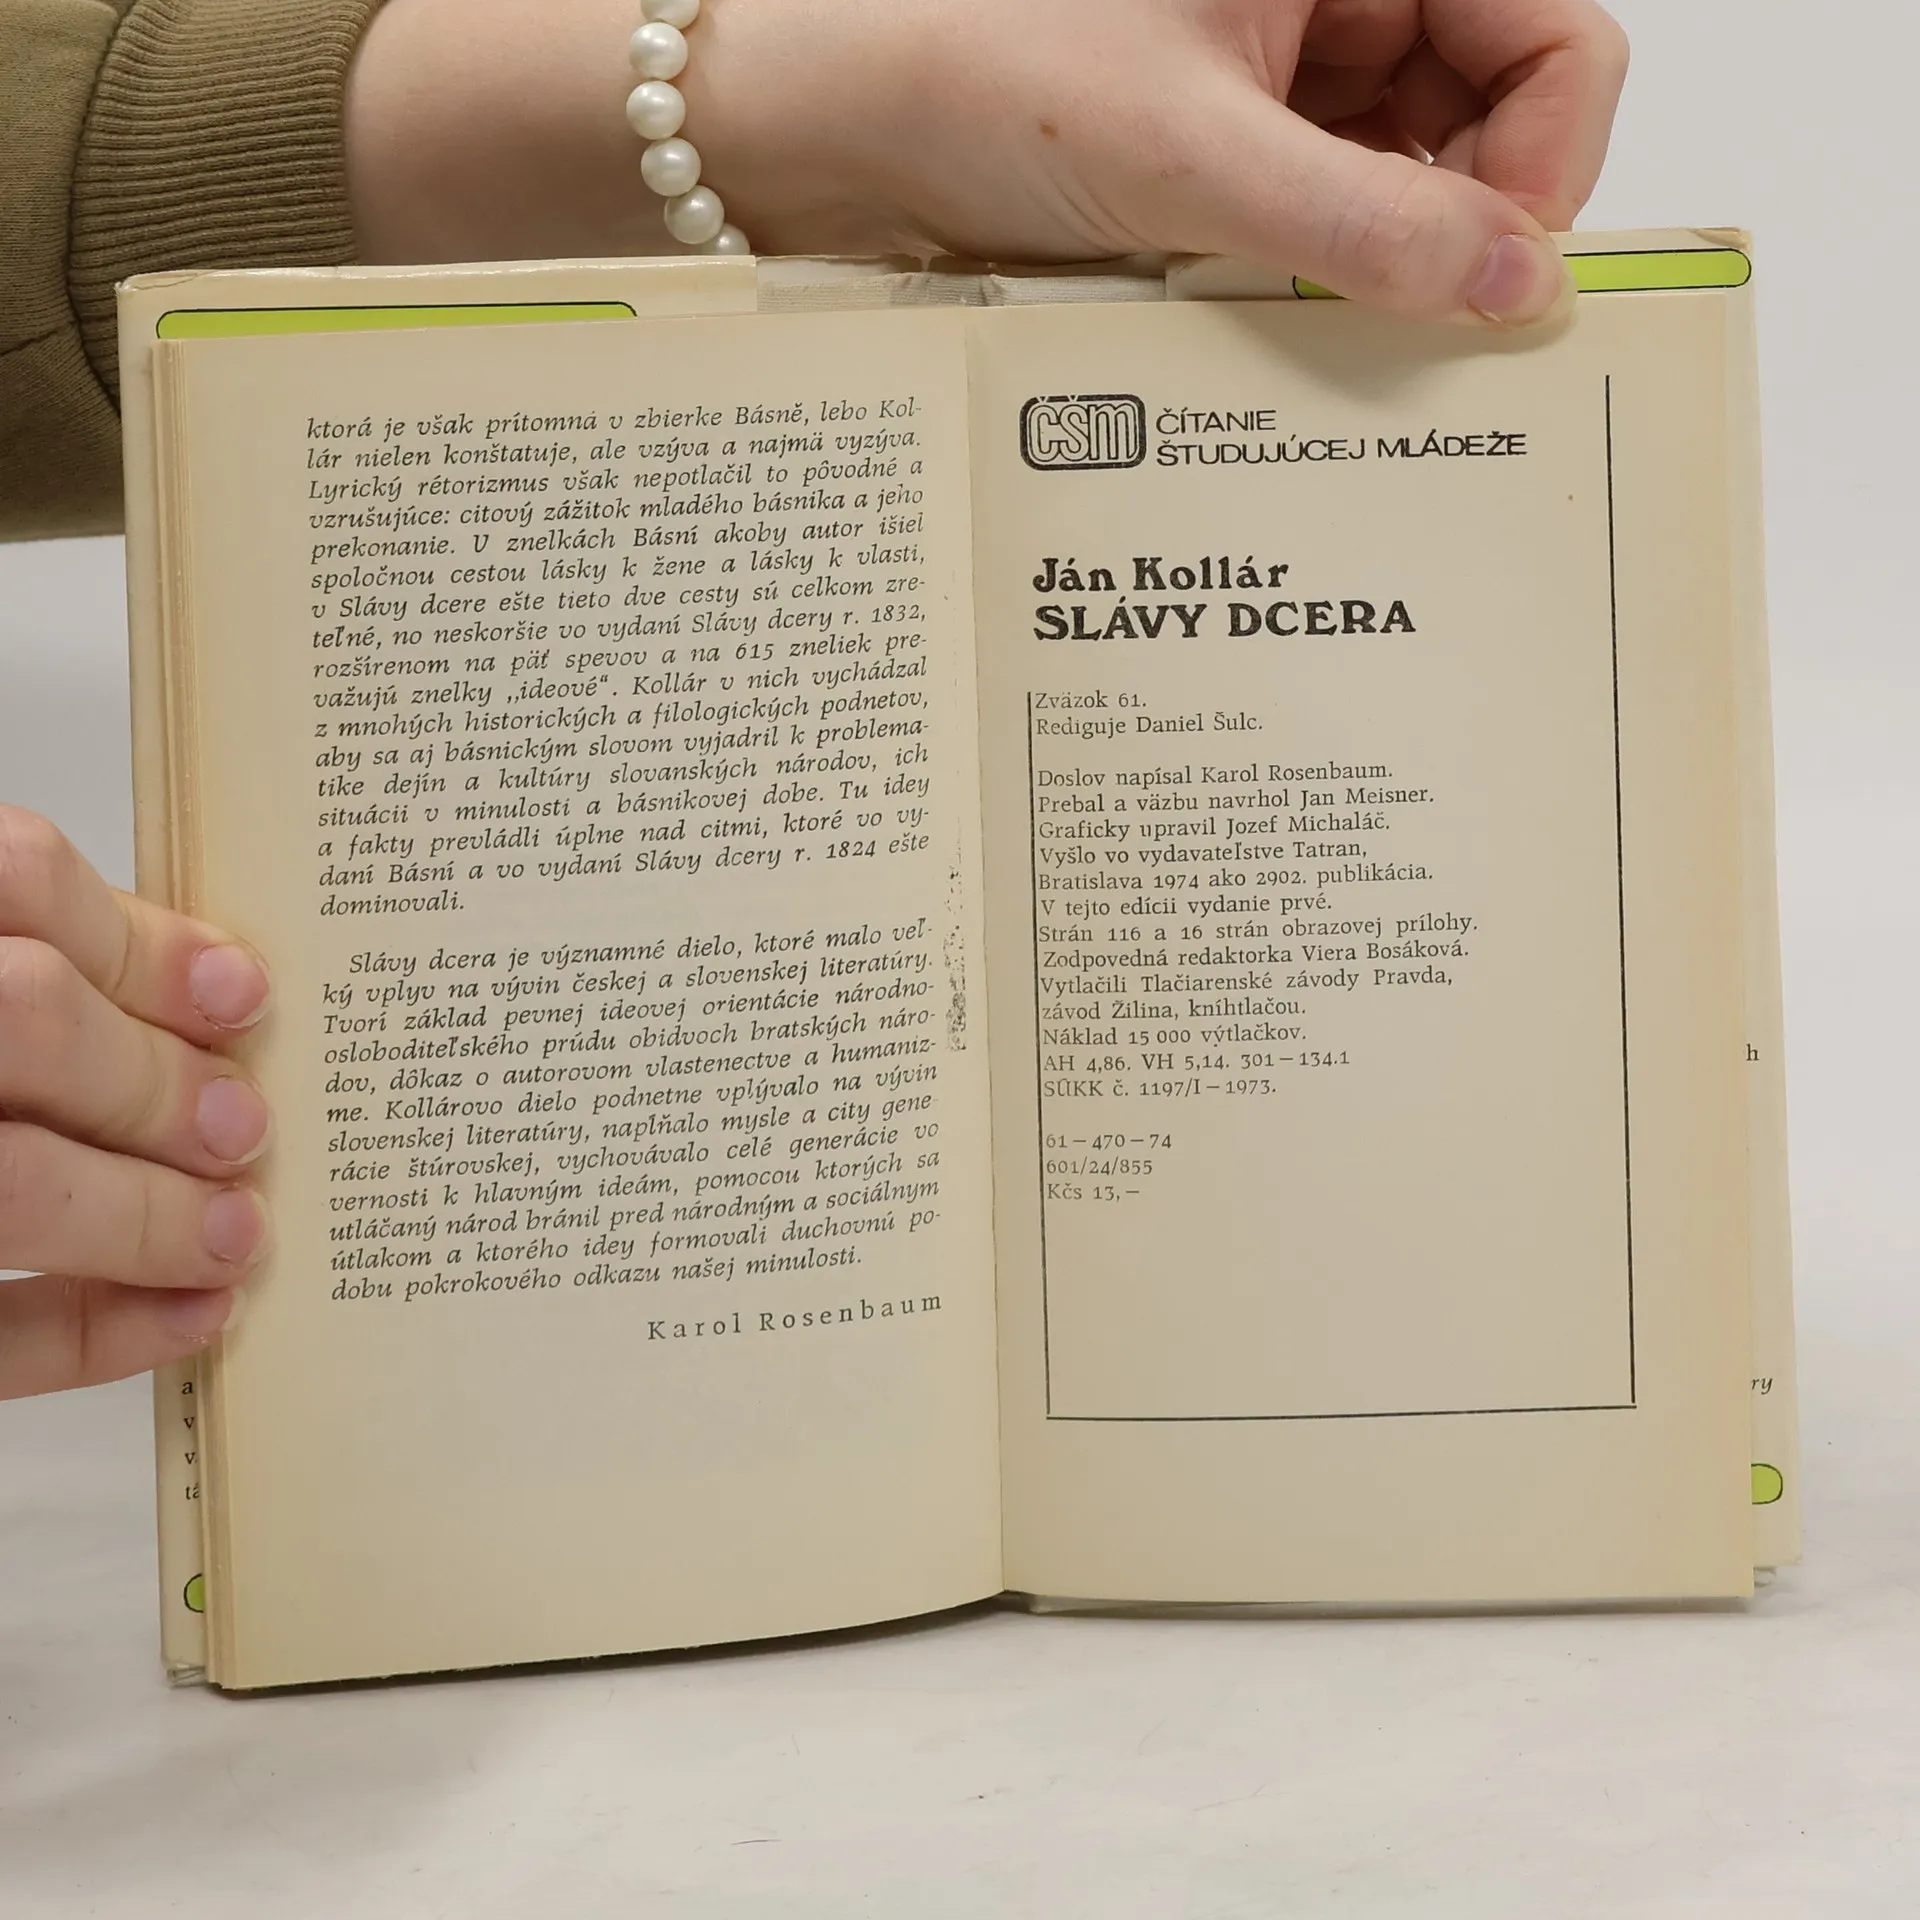 ktorá je však prítomná v zbierke Básně, lebo Kol-
lár nielen konštatuje, ale vzýva a najmä vyzýva.
Lyrický rétorizmus však nepotlačil to pôvodné a
vzrušujúce: citový zážitok mladého básnika a jeho
prekonanie. V znelkách Básní akoby autor išiel
spoločnou cestou lásky k žene a lásky k vlasti,
v Slávy dcere ešte tieto dve cesty sú celkom zre-
teľné, no neskoršie vo vydaní Slávy dcery r. 1832,
rozšírenom na päť spevov a na 615 zneliek pre-
važujú znelky „ideové“. Kollár v nich vychádzal
z mnohých historických a filologických podnetov,
aby sa aj básnickým slovom vyjadril k problema-
tike dejín a kultúry slovanských národov, ich
situácii v minulosti a básnikovej dobe. Tu idey
a fakty prevládli úplne nad citmi, ktoré vo vy-
daní Básní a vo vydaní Slávy dcery r. 1824 ešte
dominovali.
Slávy dcera je významné dielo, ktoré malo veľ-
ký vplyv na vývin českej a slovenskej literatúry.
Tvorí základ pevnej ideovej orientácie národno-
osloboditeľského prúdu obidvoch bratských náro-
dov, dôkaz o autorovom vlastenectve a humaniz-
me. Kollárovo dielo podnetne vplývalo na vývin
slovenskej literatúry, napĺňalo mysle a city gene-
rácie štúrovskej, vychovávalo celé generácie vo
vernosti k hlavným ideám, pomocou ktorých sa
utláčaný národ bránil pred národným a sociálnym
útlakom a ktorého idey formovali duchovnú po-
dobu pokrokového odkazu našej minulosti.
Karol Rosenbaum
a
v
v
tá
čšm ČÍTANIE
ŠTUDUJÚCEJ MLÁDEŽE
Ján Kollár
SLÁVY DCERA
Zväzok 61.
Rediguje Daniel Šulc.
Doslov napísal Karol Rosenbaum.
Prebal a väzbu navrhol Jan Meisner.
Graficky upravil Jozef Michaláč.
Vyšlo vo vydavateľstve Tatran,
Bratislava 1974 ako 2902. publikácia.
V tejto edícii vydanie prvé.
Strán 116 a 16 strán obrazovej prílohy.
Zodpovedná redaktorka Viera Bosáková.
Vytlačili Tlačiarenské závody Pravda,
závod Žilina, kníhtlačou.
Náklad 15 000 výtlačkov.
AH 4,86. VH 5,14. 301–134.1
SÚKK č. 1197/I–1973.
61–470–74
601/24/855
Kčs 13,–
h
ry